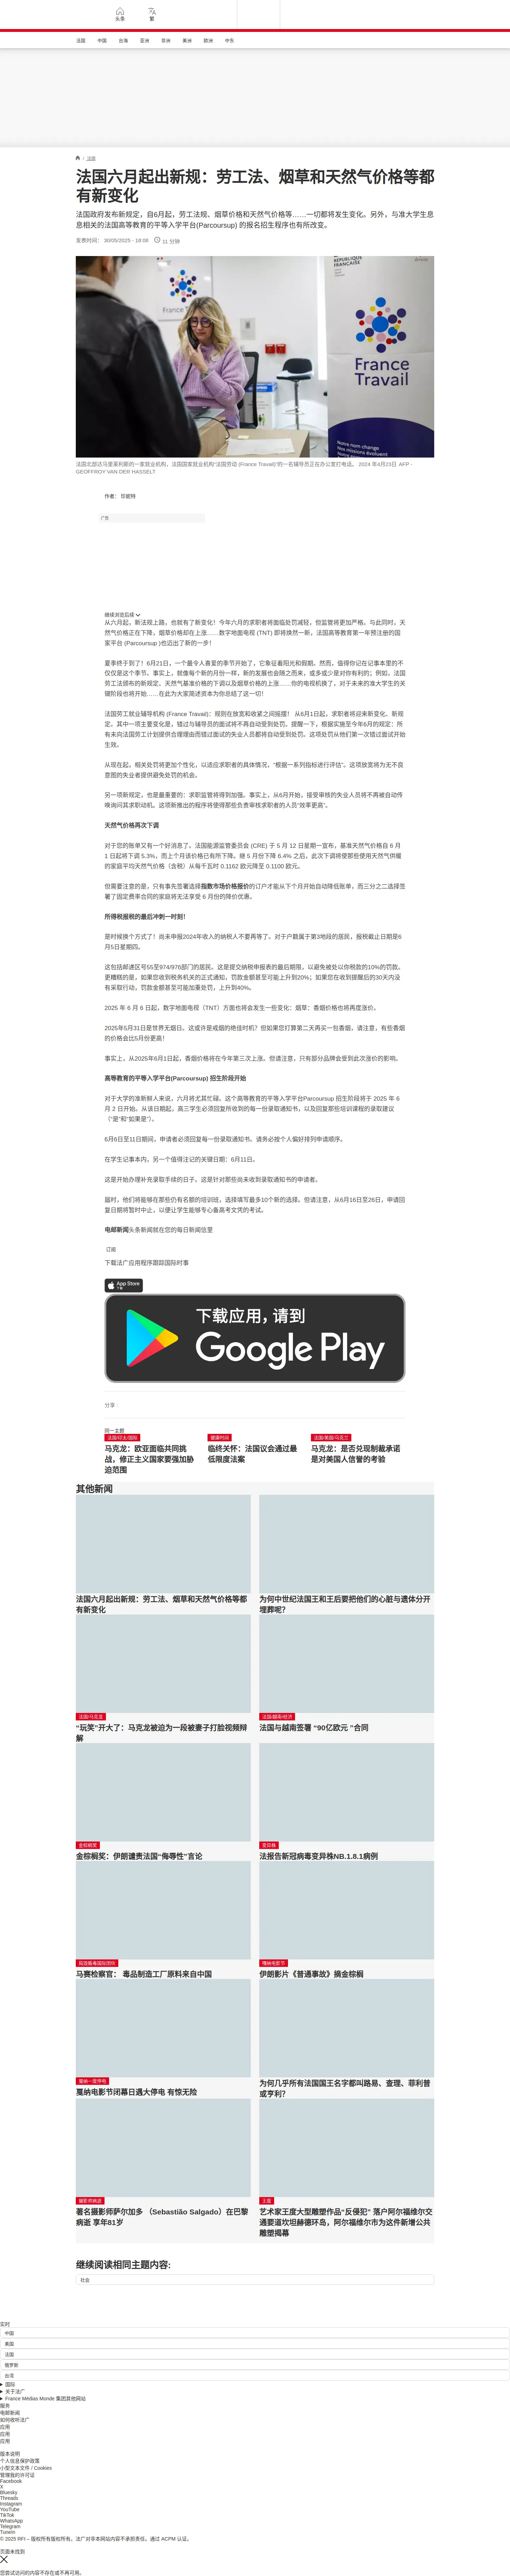 头条
繁
法国
中国
台海
亚洲
非洲
美洲
欧洲
中东
/ 法国
法国六月起出新规：劳工法、烟草和天然气价格等都
有新变化
法国政府发布新规定，自6月起，劳工法规、烟草价格和天然气价格等……一切都将发生变化。另外，与准大学生息
息相关的法国高等教育的平等入学平台(Parcoursup) 的报名招生程序也有所改变。
发表时间： 30/05/2025 - 18:08 11 分钟
RÉPUBLIQUE
FRANÇAISE
France
Travail
Notre nom change
Nos missions évoluent
法国北部达马里莱利斯的一家就业机构，法国国家就业机构“法国劳动 (France Travail)”的一名辅导员正在办公室打电话。 2024 年4月23日 AFP -
GEOFFROY VAN DER HASSELT
作者： 珍妮特
广告
继续浏览后续
从六月起，新法规上路，也就有了新变化！今年六月的求职者将面临处罚减轻，但监管将更加严格。与此同时，天
然气价格正在下降，烟草价格却在上涨……数字地面电视 (TNT) 即将焕然一新，法国高等教育第一年预注册的国
家平台 (Parcoursup )也迈出了新的一步！
夏季终于到了！6月21日，一个最令人喜爱的季节开始了，它象征着阳光和假期。然而，值得你记在记事本里的不
仅仅是这个季节。事实上，就像每个新的月份一样，新的发展也会随之而来，或多或少是对你有利的；例如，法国
劳工法颁布的新规定、天然气基准价格的下调以及烟草价格的上涨……你的电视机换了，对于未来的准大学生的关
键阶段也将开始……在此为大家简述资本为你总结了这一切！
法国劳工就业辅导机构 (France Travail)：规则在放宽和收紧之间摇摆！ 从6月1日起，求职者将迎来新变化。新规
定。其中一项主要变化是，错过与辅导员的面试将不再自动受到处罚。提醒一下，根据实施至今年6月的规定：所
有未向法国劳工计划提供合理理由而错过面试的失业人员都将自动受到处罚。这项处罚从他们第一次错过面试开始
生效。
从现在起，相关处罚将更加个性化，以适应求职者的具体情况，“根据一系列指标进行评估”。这项放宽将为无不良
意图的失业者提供避免处罚的机会。
另一项新规定，也是最重要的：求职监管将得到加强。事实上，从6月开始，接受审核的失业人员将不再被自动传
唤询问其求职动机。这项新推出的程序将使得那些负责审核求职者的人员“效率更高”。
天然气价格再次下调
对于您的账单又有一个好消息了。法国能源监管委员会 (CRE) 于 5 月 12 日星期一宣布，基准天然气价格自 6 月
1 日起将下调 5.3%，而上个月该价格已有所下降。继 5 月份下降 6.4% 之后，此次下调将使那些使用天然气供暖
的家庭平均天然气价格（含税）从每千瓦时 0.1162 欧元降至 0.1100 欧元。
但需要注意的是，只有事先签署选择指数市场价格报价的订户才能从下个月开始自动降低账单，而三分之二选择签
署了固定费率合同的家庭将无法享受 6 月份的降价优惠。
所得税报税的最后冲刺一时刻！
是时候换个方式了！尚未申报2024年收入的纳税人不要再等了。对于户籍属于第3地段的居民，报税截止日期是6
月5日星期四。
这包括邮递区号55至974/976部门的居民。这是提交纳税申报表的最后期限，以避免被处以你税款的10%的罚款。
更糟糕的是，如果您收到税务机关的正式通知，罚款金额甚至可能上升到20%；如果您在收到提醒后的30天内没
有采取行动，罚款金额甚至可能加重处罚，上升到40%。
2025 年 6 月 6 日起，数字地面电视（TNT）方面也将会发生一些变化：烟草：香烟价格也将再度涨价。
2025年5月31日是世界无烟日。这或许是戒烟的绝佳时机？但如果您打算第二天再买一包香烟，请注意，有些香烟
的价格会比5月份更高！
事实上，从2025年6月1日起，香烟价格将在今年第三次上涨。但请注意，只有部分品牌会受到此次涨价的影响。
高等教育的平等入学平台(Parcoursup) 招生阶段开始
对于大学的准新鲜人来说，六月将尤其忙碌。这个高等教育的平等入学平台Parcoursup 招生阶段将于 2025 年 6
月 2 日开始。从该日期起，高三学生必须回复所收到的每一份录取通知书，以及回复那些培训课程的录取建议
（“是”和“如果是”）。
6月6日至11日期间，申请者必须回复每一份录取通知书。请务必按个人偏好排列申请顺序。
在学生记事本内，另一个值得注记的关键日期：6月11日。
这是开始办理补充录取手续的日子。这是针对那些尚未收到录取通知书的申请者。
届时，他们将能够在那些仍有名额的培训班，选择填写最多10个新的选择。但请注意，从6月16日至26日，申请回
复日期将暂时中止，以便让学生能够专心备高考文凭的考试。
电邮新闻头条新闻就在您的每日新闻信里
订阅
下载法广应用程序跟踪国际时事
App Store
下载
下载应用，请到
Google Play
分享 :
同一主题
法国/印太/国际
马克龙：欧亚面临共同挑
战，修正主义国家要强加胁
迫范围
健康时间
临终关怀：法国议会通过最
低限度法案
法国/美国/乌克兰
马克龙：是否兑现制裁承诺
是对美国人信誉的考验
其他新闻
法国六月起出新规：劳工法、烟草和天然气价格等都
有新变化
为何中世纪法国王和王后要把他们的心脏与遗体分开
埋葬呢？
法国/马克龙
“玩笑”开大了：马克龙被迫为一段被妻子打脸视频辩
解
法国/越南/经济
法国与越南签署 “90亿欧元 ”合同
金棕榈奖
金棕榈奖：伊朗谴责法国“侮辱性”言论
变异株
法报告新冠病毒变异株NB.1.8.1病例
马赛检察官： 毒品制造工厂原料来自中国
戛纳电影节
伊朗影片《普通事故》摘金棕榈
戛纳—度停电
戛纳电影节闭幕日遇大停电 有惊无险
为何几乎所有法国国王名字都叫路易、查理、菲利普
或亨利？
摄影师病逝
著名摄影师萨尔加多 （Sebastião Salgado）在巴黎
病逝 享年81岁
王度
艺术家王度大型雕塑作品“反侵犯” 落户阿尔福维尔交
通要道坎坦赫德环岛，阿尔福维尔市为这件新增公共
雕塑揭幕
继续阅读相同主题内容:
社会
实时
中国
美国
法国
俄罗斯
台湾
国际
关于法广
France Médias Monde 集团其他网站
服务
电邮新闻
如何收听法广
应用
应用
应用
版本说明
个人信息保护政策
小型文本文件 / Cookies
管理我的许可证
Facebook
X
Bluesky
Threads
Instagram
YouTube
TikTok
WhatsApp
Telegram
TuneIn
© 2025 RFI – 版权所有版权所有。法广对非本网站内容不承担责任。通过 ACPM 认证。
页面未找到
您尝试访问的内容不存在或不再可用。